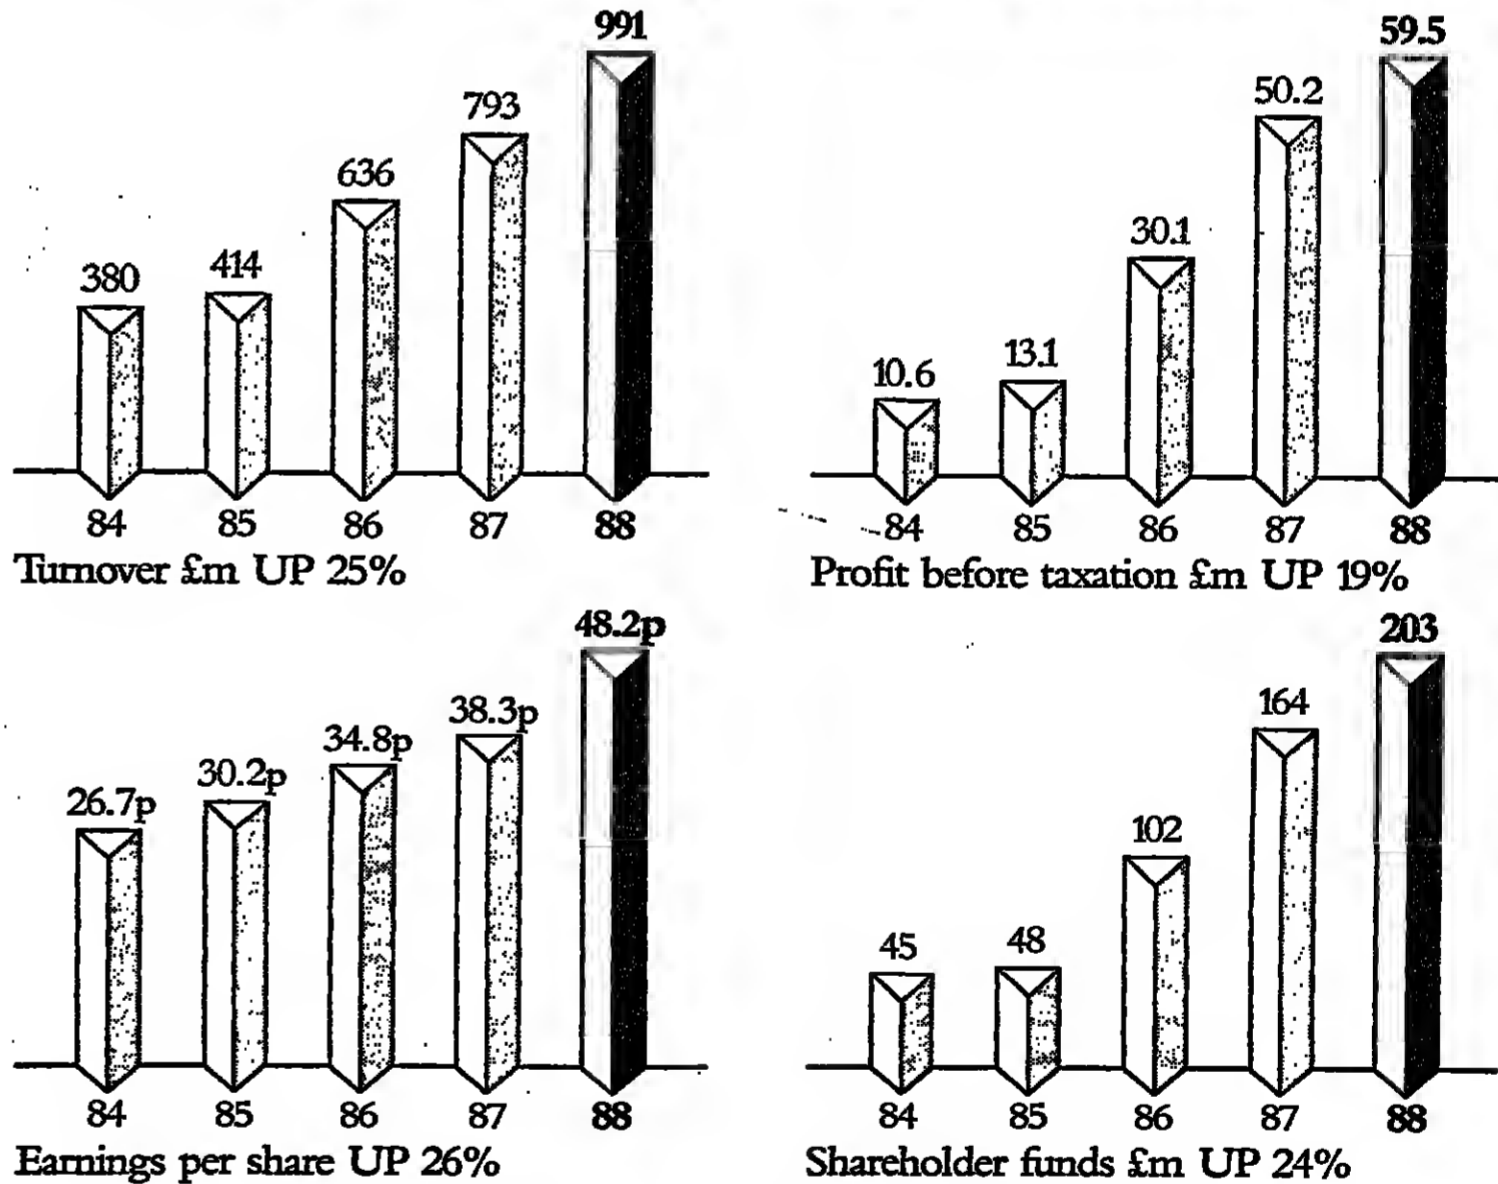 991
793
636
414
380
84 85 86 87 88
Turnover £m UP 25%
59.5
50.2
30.1
13.1
10.6
84 85 86 87 88
Profit before taxation £m UP 19%
48.2p
38.3p
34.8p
30.2p
26.7p
84 85 86 87 88
Earnings per share UP 26%
203
164
102
48
45
84 85 86 87 88
Shareholder funds £m UP 24%